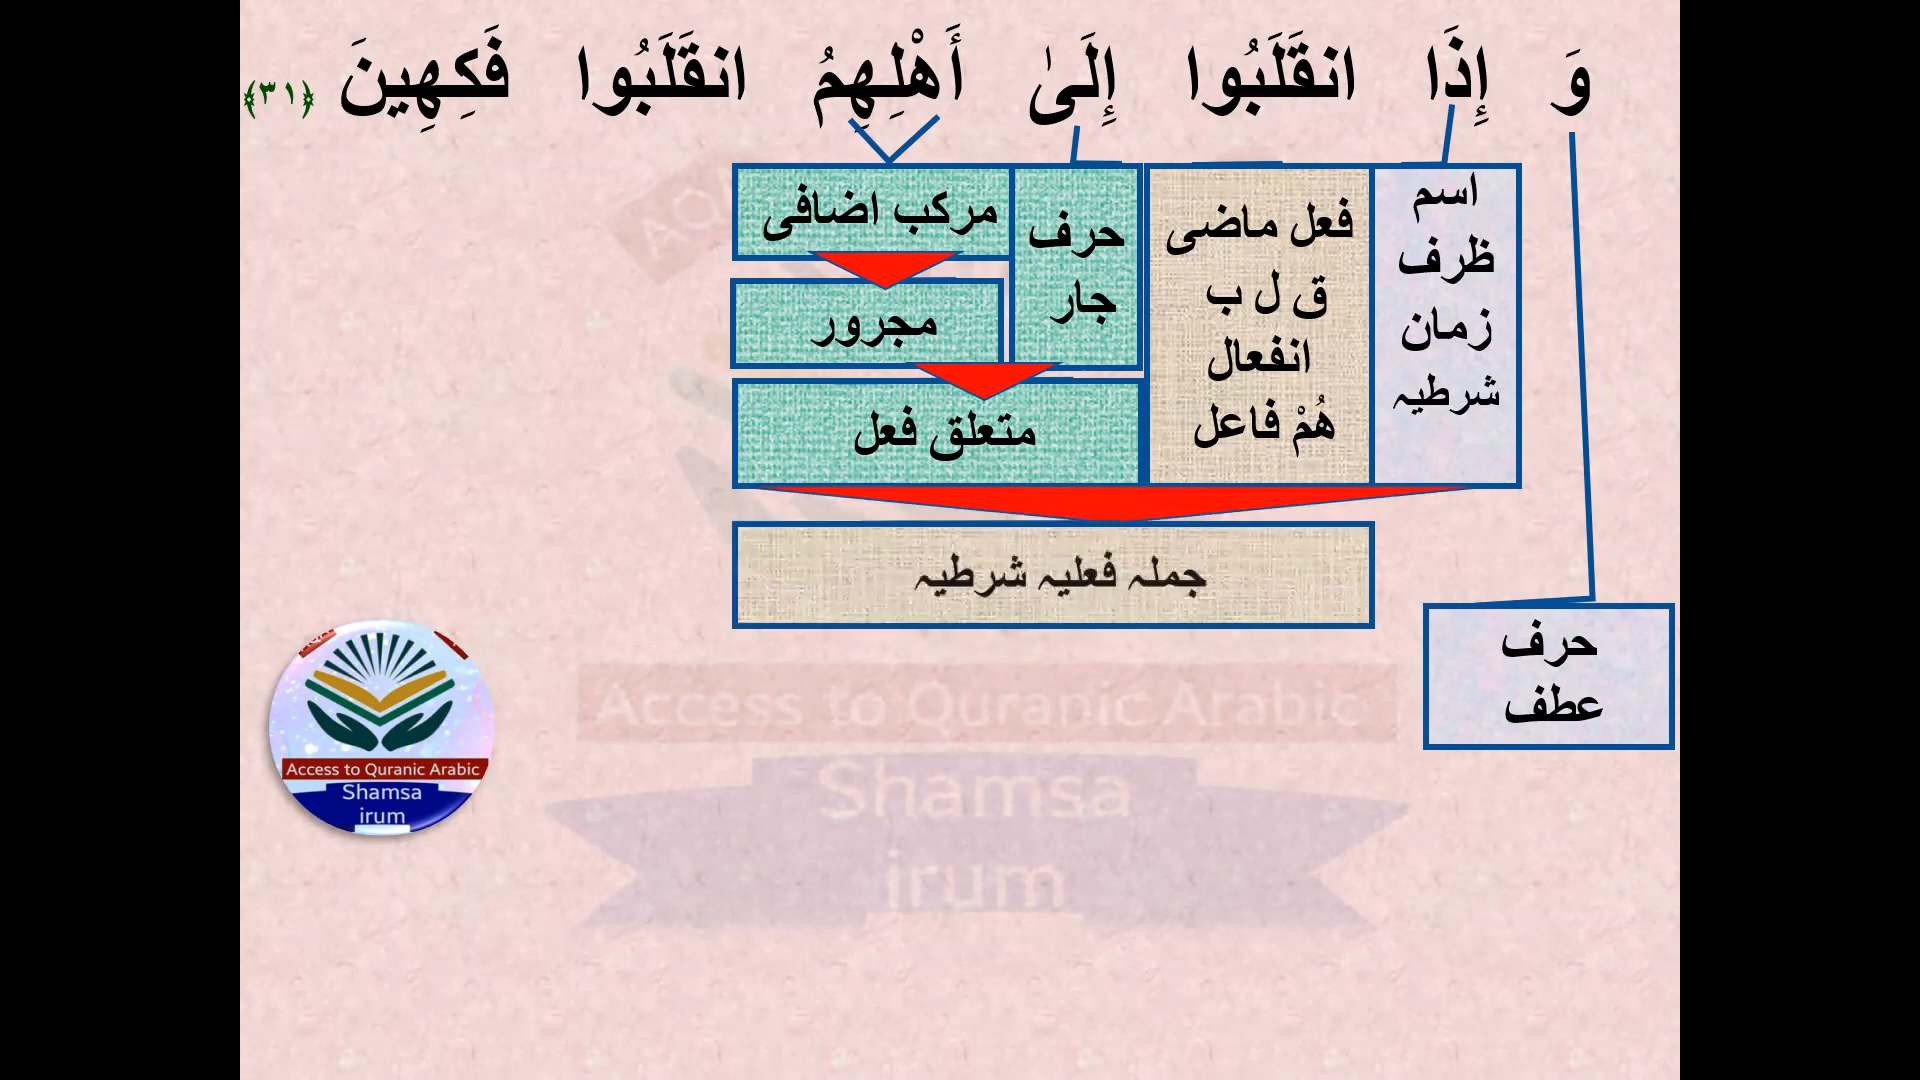 وَ إِذَا انقَلَبُوا إِلَىٰ أَهْلِهِمُ انقَلَبُوا فَكِهِينَ ﴿٣١﴾
اسم
ظرف
زمان
شرطیہ
فعل ماضی
ق ل ب
انفعال
هُمْ فاعل
حرف
جار
مرکب اضافی
مجرور
متعلق فعل
جملہ فعلیہ شرطیہ
حرف
عطف
Access to Quranic Arabic
Shamsa
irum
Access to Quranic Arabic
Shamsa
irum